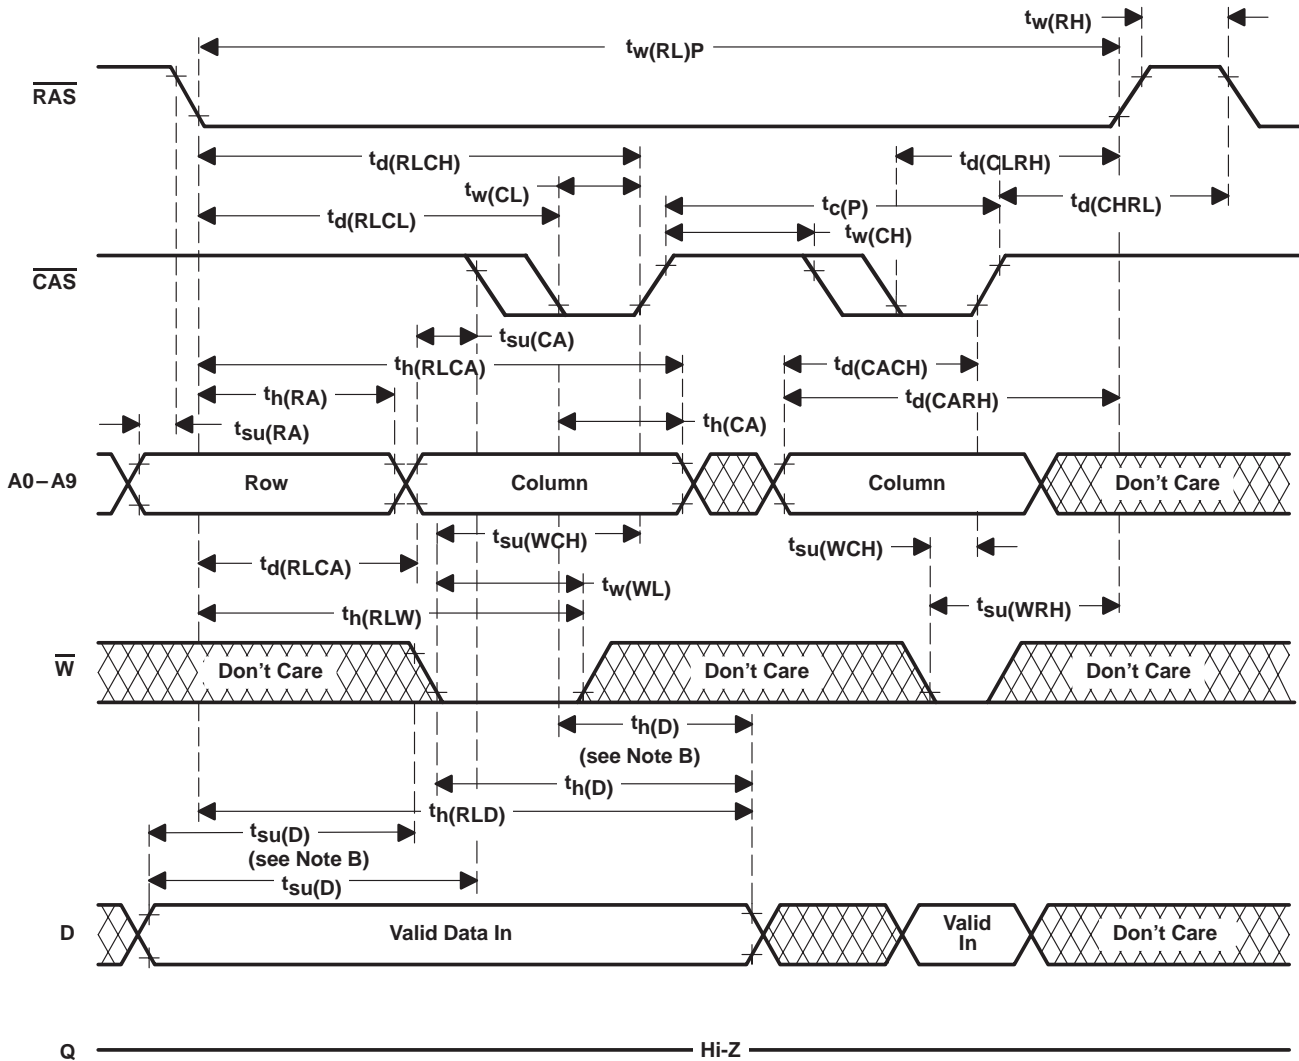 tw(RH)
tw(RL)P
RAS
td(RLCH)
td(CLRH)
tw(CL)
tc(P)
td(CHRL)
td(RLCL)
tw(CH)
CAS
tsu(CA)
th(RLCA)
td(CACH)
th(RA)
td(CARH)
th(CA)
tsu(RA)
A0–A9
Row
Column
Column
Don't Care
tsu(WCH)
tsu(WCH)
td(RLCA)
tw(WL)
tsu(WRH)
th(RLW)
W
Don't Care
Don't Care
Don't Care
th(D)
(see Note B)
th(D)
th(RLD)
tsu(D)
(see Note B)
tsu(D)
D
Valid Data In
Valid
In
Don't Care
Q
Hi-Z